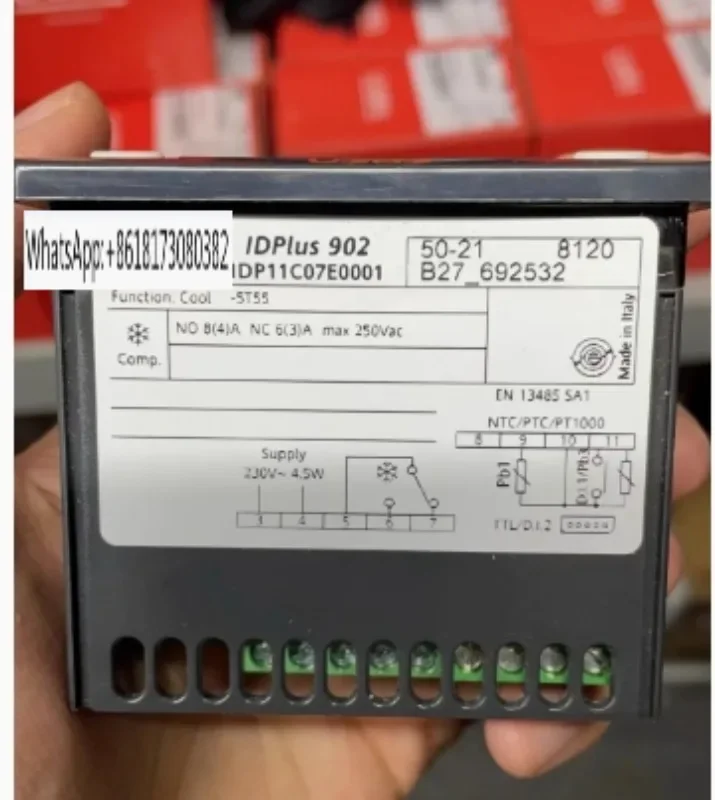 WhatsApp:+8618173080382
IDPlus 902
IDP11C07E0001
50-21 8120
B27_692532
Function. Cool -5T55
NO 8(4)A NC 6(3)A max 250Vac
Comp.
Made in Italy
EN 13485 SA1
NTC/PTC/PT1000
8 9 10 11
Supply
230V~ 4.5W
Pb1
D.I.1/Pb3
3 4 5 6 7
TTL/D.I.2